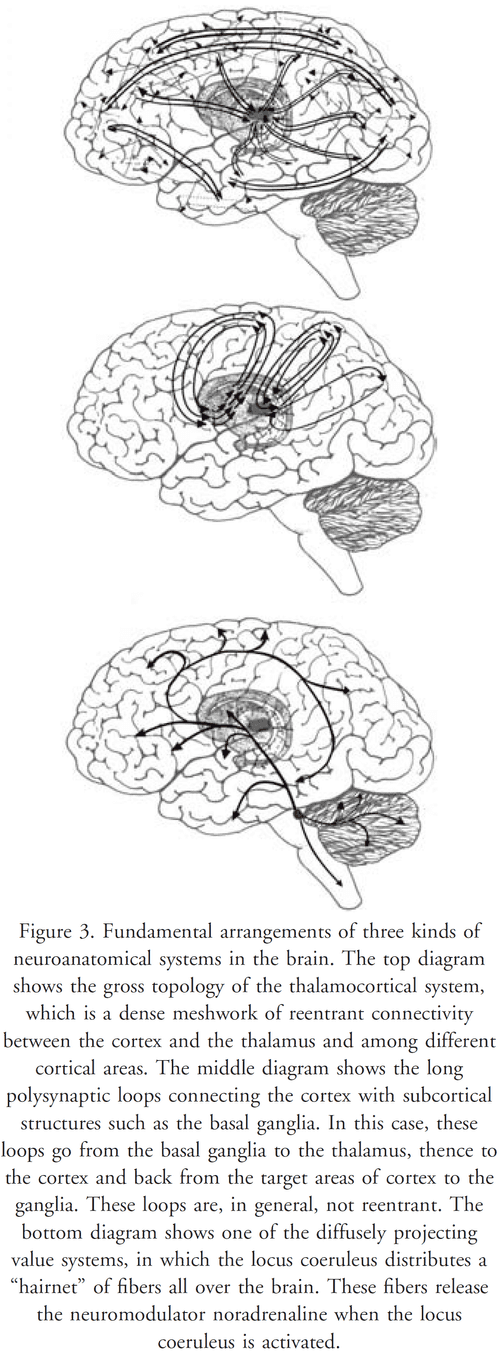 Figure 3. Fundamental arrangements of three kinds of
neuroanatomical systems in the brain. The top diagram
shows the gross topology of the thalamocortical system,
which is a dense meshwork of reentrant connectivity
between the cortex and the thalamus and among different
cortical areas. The middle diagram shows the long
polysynaptic loops connecting the cortex with subcortical
structures such as the basal ganglia. In this case, these
loops go from the basal ganglia to the thalamus, thence to
the cortex and back from the target areas of cortex to the
ganglia. These loops are, in general, not reentrant. The
bottom diagram shows one of the diffusely projecting
value systems, in which the locus coeruleus distributes a
“hairnet” of fibers all over the brain. These fibers release
the neuromodulator noradrenaline when the locus
coeruleus is activated.